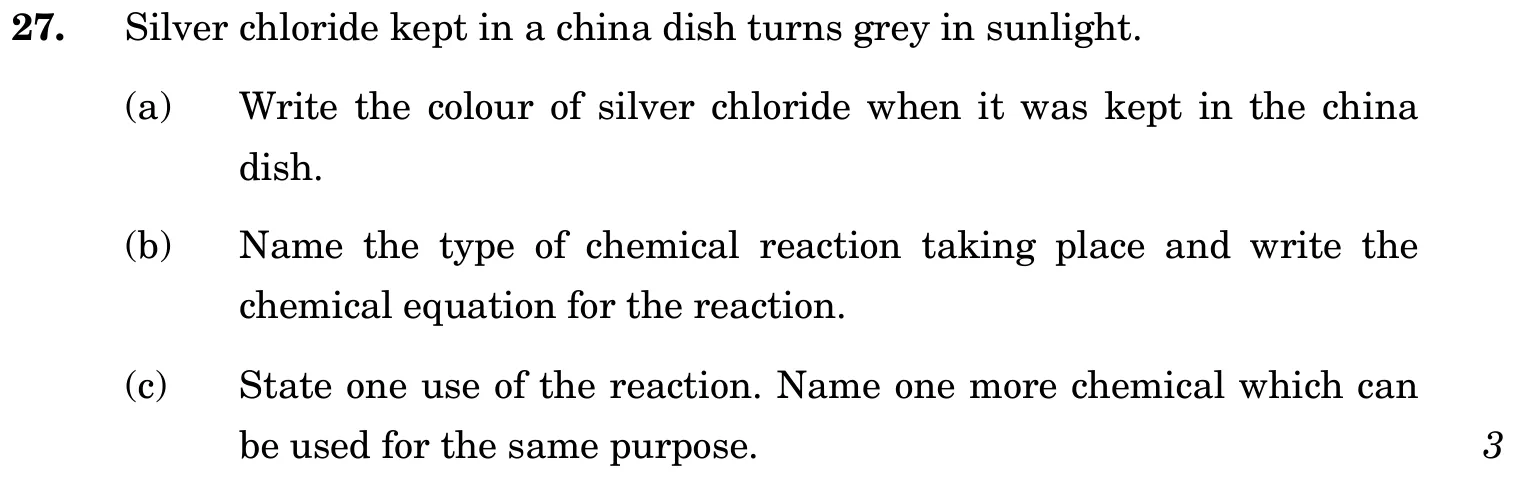 27. Silver chloride kept in a china dish turns grey in sunlight.
(a) Write the colour of silver chloride when it was kept in the china
dish.
(b) Name the type of chemical reaction taking place and write the
chemical equation for the reaction.
(c) State one use of the reaction. Name one more chemical which can
be used for the same purpose. 3